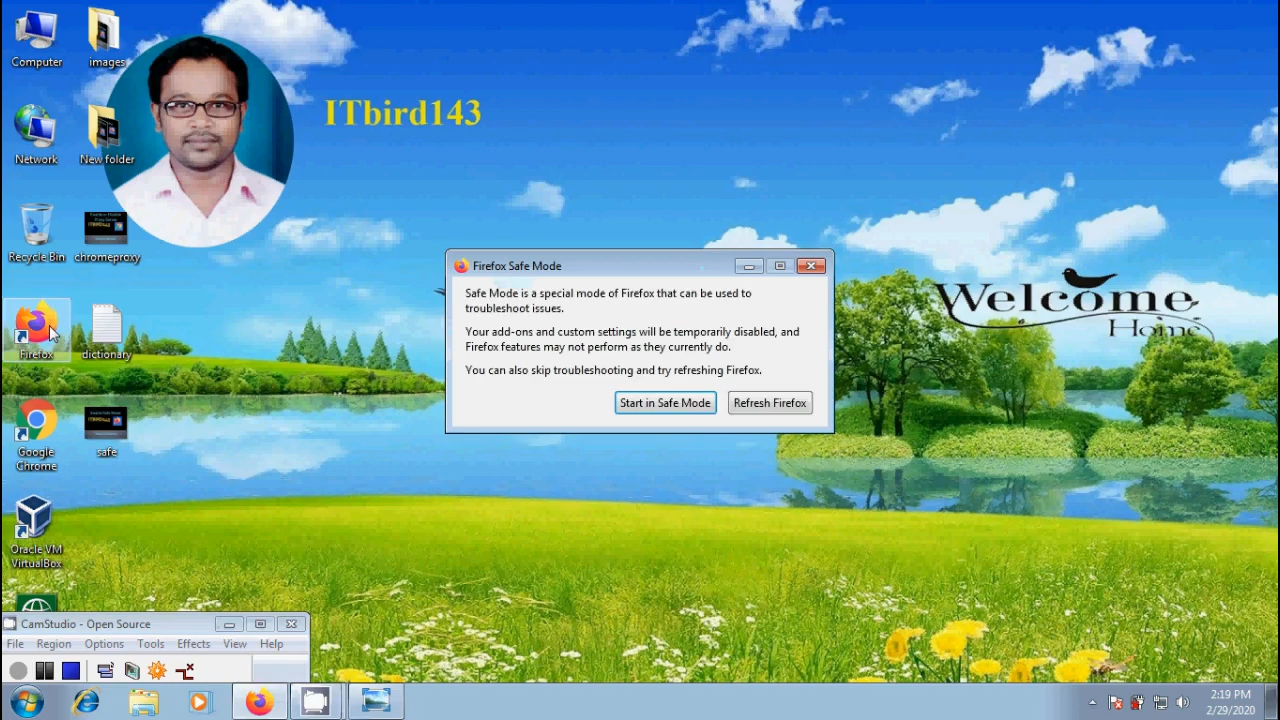 Computer
images
ITbird143
Network
New folder
Recycle Bin
chromeproxy
Firefox
dictionary
Google
Chrome
safe
Oracle VM
VirtualBox
Firefox Safe Mode
Safe Mode is a special mode of Firefox that can be used to
troubleshoot issues.
Your add-ons and custom settings will be temporarily disabled, and
Firefox features may not perform as they currently do.
You can also skip troubleshooting and try refreshing Firefox.
Start in Safe Mode
Refresh Firefox
Welcome
Home
CamStudio - Open Source
File Region Options Tools Effects View Help
2:19 PM
2/29/2020